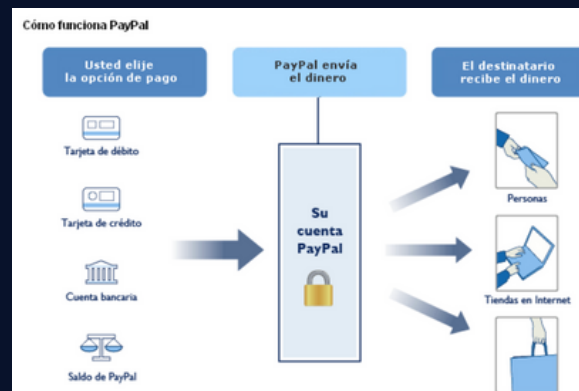 Cómo funciona PayPal
Usted elije
la opción de pago
PayPal envía
el dinero
El destinatario
recibe el dinero
Tarjeta de débito
Tarjeta de crédito
Cuenta bancaria
Saldo de PayPal
Su
cuenta
PayPal
Personas
Tiendas en Internet